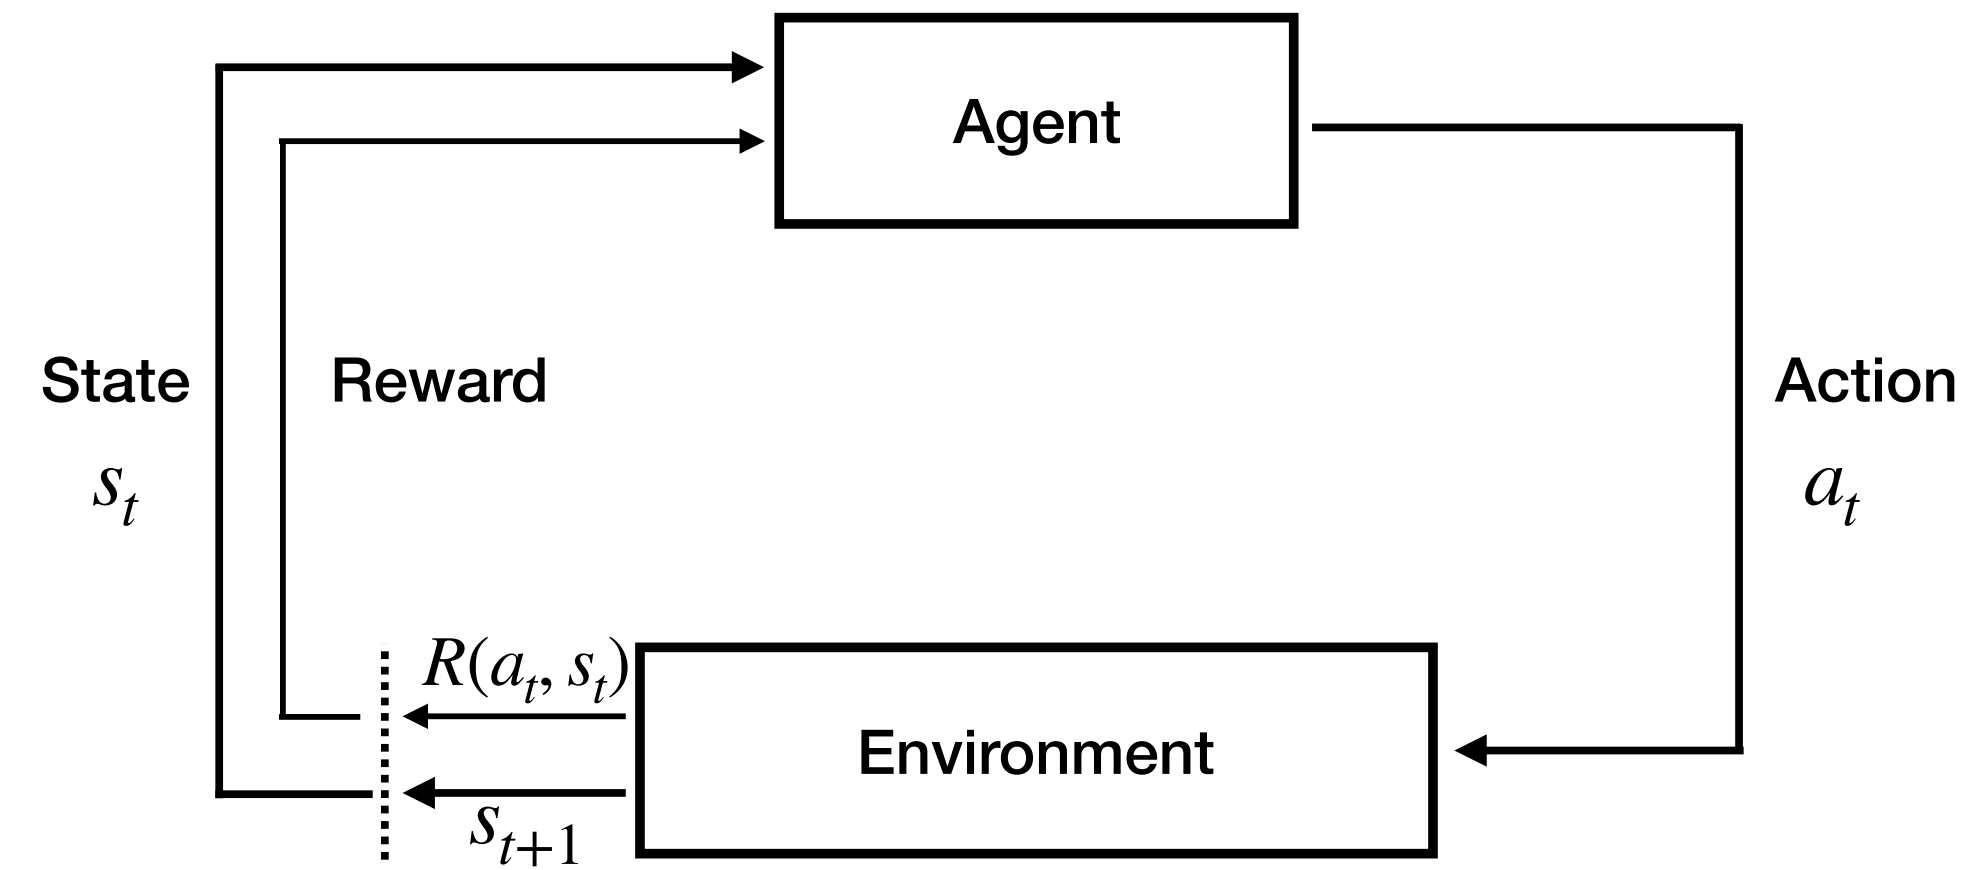 Agent
State
Reward
Action
s_t
a_t
R(a_t, s_t)
Environment
s_{t+1}